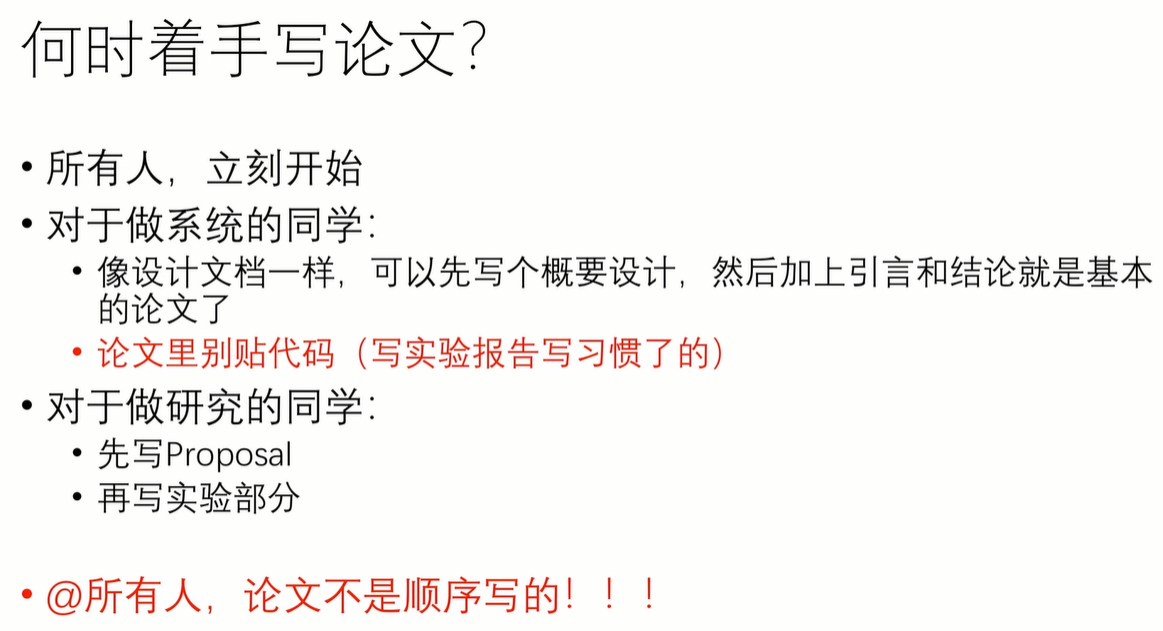 何时着手写论文？
• 所有人，立刻开始
• 对于做系统的同学：
• 像设计文档一样，可以先写个概要设计，然后加上引言和结论就是基本
的论文了
• 论文里别贴代码（写实验报告写习惯了的）
• 对于做研究的同学：
• 先写Proposal
• 再写实验部分
• @所有人，论文不是顺序写的！！！